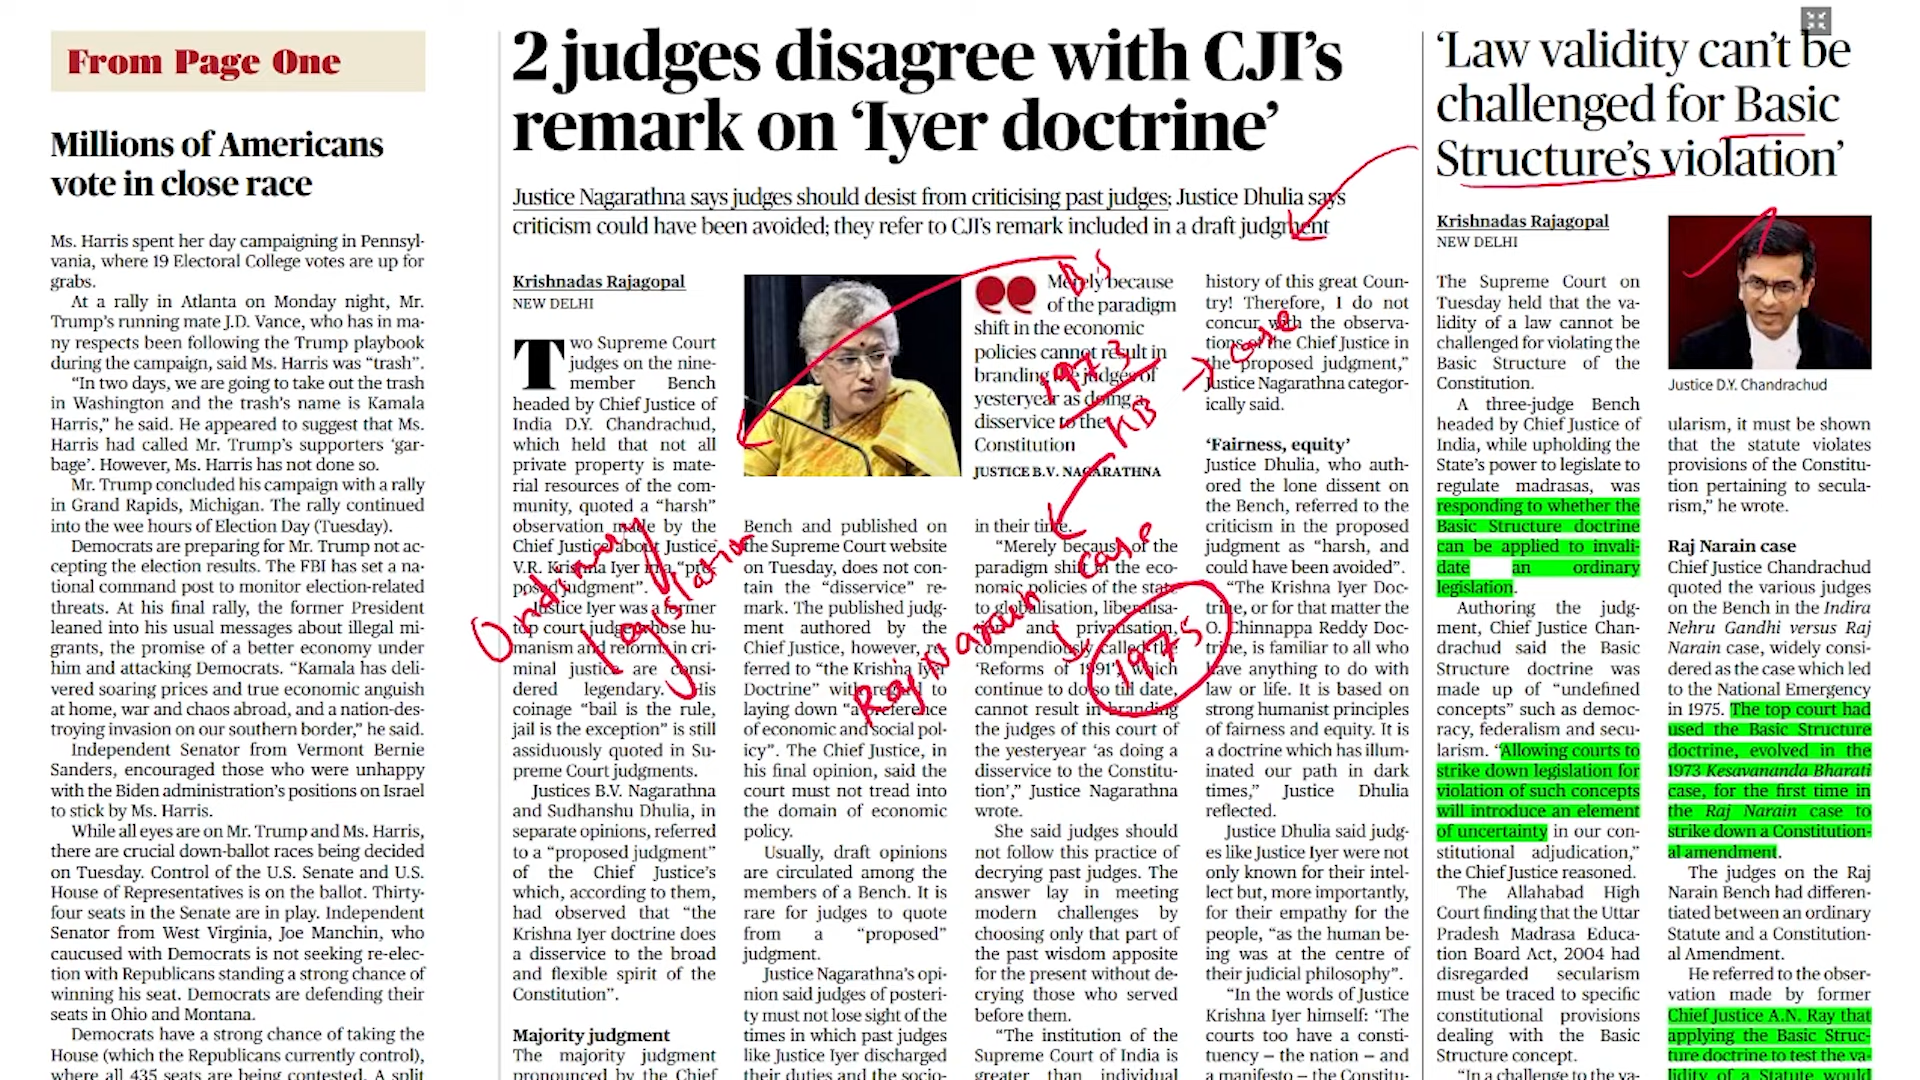 From Page One
Millions of Americans
vote in close race
Ms. Harris spent her day campaigning in Pennsyl-
vania, where 19 Electoral College votes are up for
grabs.
At a rally in Atlanta on Monday night, Mr.
Trump's running mate J.D. Vance, who has in ma-
ny respects been following the Trump playbook
during the campaign, said Ms. Harris was “trash”.
“In two days, we are going to take out the trash
in Washington and the trash's name is Kamala
Harris,” he said. He appeared to suggest that Ms.
Harris had called Mr. Trump's supporters ‘gar-
bage’. However, Ms. Harris has not done so.
Mr. Trump concluded his campaign with a rally
in Grand Rapids, Michigan. The rally continued
into the wee hours of Election Day (Tuesday).
Democrats are preparing for Mr. Trump not ac-
cepting the election results. The FBI has set a na-
tional command post to monitor election-related
threats. At his final rally, the former President
leaned into his usual messages about illegal mi-
grants, the promise of a better economy under
him and attacking Democrats. “Kamala has deli-
vered soaring prices and true economic anguish
at home, war and chaos abroad, and a nation-des-
troying invasion on our southern border,” he said.
Independent Senator from Vermont Bernie
Sanders, encouraged those who were unhappy
with the Biden administration's positions on Israel
to stick by Ms. Harris.
While all eyes are on Mr. Trump and Ms. Harris,
there are crucial down-ballot races being decided
on Tuesday. Control of the U.S. Senate and U.S.
House of Representatives is on the ballot. Thirty-
four seats in the Senate are in play. Independent
Senator from West Virginia, Joe Manchin, who
caucused with Democrats is not seeking re-elec-
tion with Republicans standing a strong chance of
winning his seat. Democrats are defending their
seats in Ohio and Montana.
Democrats have a strong chance of taking the
House (which the Republicans currently control),
where all 435 seats are being contested. A split
2 judges disagree with CJI's
remark on ‘Iyer doctrine’
Justice Nagarathna says judges should desist from criticising past judges; Justice Dhulia says
criticism could have been avoided; they refer to CJI's remark included in a draft judgment
Krishnadas Rajagopal
NEW DELHI
Two Supreme Court
judges on the nine-
member Bench
headed by Chief Justice of
India D.Y. Chandrachud,
which held that not all
private property is mate-
rial resources of the com-
munity, quoted a “harsh”
observation made by the
Chief Justice about Justice
V.R. Krishna Iyer in a “pro-
posed judgment”.
Justice Iyer was a former
top court judge whose hu-
manism and reforms in cri-
minal justice are consi-
dered legendary. His
coinage “bail is the rule,
jail is the exception” is still
assiduously quoted in Su-
preme Court judgments.
Justices B.V. Nagarathna
and Sudhanshu Dhulia, in
separate opinions, referred
to a “proposed judgment”
of the Chief Justice's
which, according to them,
had observed that “the
Krishna Iyer doctrine does
a disservice to the broad
and flexible spirit of the
Constitution”.
Majority judgment
The majority judgment
pronounced by the Chief
Bench and published on
the Supreme Court website
on Tuesday, does not con-
tain the “disservice” re-
mark. The published judg-
ment authored by the
Chief Justice, however, re-
ferred to “the Krishna Iyer
Doctrine” with regard to
laying down “a preference
of economic and social pol-
icy”. The Chief Justice, in
his final opinion, said the
court must not tread into
the domain of economic
policy.
Usually, draft opinions
are circulated among the
members of a Bench. It is
rare for judges to quote
from a “proposed”
judgment.
Justice Nagarathna's opi-
nion said judges of posteri-
ty must not lose sight of the
times in which past judges
like Justice Iyer discharged
their duties and the socio-
Merely because
of the paradigm
shift in the economic
policies cannot result in
branding the judges of
yesteryear as doing a
disservice to the
Constitution
JUSTICE B.V. NAGARATHNA
in their time.
“Merely because of the
paradigm shift in the eco-
nomic policies of the state
to globalisation, liberalisa-
tion and privatisation,
compendiously called the
‘Reforms of 1991’, which
continue to do so till date,
cannot result in branding
the judges of this court of
the yesteryear ‘as doing a
disservice to the Constitu-
tion’,” Justice Nagarathna
wrote.
She said judges should
not follow this practice of
decrying past judges. The
answer lay in meeting
modern challenges by
choosing only that part of
the past wisdom apposite
for the present without de-
crying those who served
before them.
“The institution of the
Supreme Court of India is
greater than individual
history of this great Coun-
try! Therefore, I do not
concur with the observa-
tions of the Chief Justice in
the proposed judgment,”
Justice Nagarathna categor-
ically said.
‘Fairness, equity’
Justice Dhulia, who auth-
ored the lone dissent on
the Bench, referred to the
criticism in the proposed
judgment as “harsh, and
could have been avoided”.
“The Krishna Iyer Doc-
trine, or for that matter the
O. Chinnappa Reddy Doc-
trine, is familiar to all who
have anything to do with
law or life. It is based on
strong humanist principles
of fairness and equity. It is
a doctrine which has illum-
inated our path in dark
times,” Justice Dhulia
reflected.
Justice Dhulia said judg-
es like Justice Iyer were not
only known for their intel-
lect but, more importantly,
for their empathy for the
people, “as the human be-
ing was at the centre of
their judicial philosophy”.
“In the words of Justice
Krishna Iyer himself: ‘The
courts too have a consti-
tuency – the nation – and
a manifesto – the Constitu-
‘Law validity can't be
challenged for Basic
Structure's violation’
Krishnadas Rajagopal
NEW DELHI
The Supreme Court on
Tuesday held that the va-
lidity of a law cannot be
challenged for violating the
Basic Structure of the
Constitution.
A three-judge Bench
headed by Chief Justice of
India, while upholding the
State's power to legislate to
regulate madrasas, was
responding to whether the
Basic Structure doctrine
can be applied to invali-
date an ordinary
legislation.
Authoring the judg-
ment, Chief Justice Chan-
drachud said the Basic
Structure doctrine was
made up of “undefined
concepts” such as democ-
racy, federalism and secu-
larism. “Allowing courts to
strike down legislation for
violation of such concepts
will introduce an element
of uncertainty in our con-
stitutional adjudication,”
the Chief Justice reasoned.
The Allahabad High
Court finding that the Uttar
Pradesh Madrasa Educa-
tion Board Act, 2004 had
disregarded secularism
must be traced to specific
constitutional provisions
dealing with the Basic
Structure concept.
“In a challenge to the va-
Justice D.Y. Chandrachud
ularism, it must be shown
that the statute violates
provisions of the Constitu-
tion pertaining to secula-
rism,” he wrote.
Raj Narain case
Chief Justice Chandrachud
quoted the various judges
on the Bench in the Indira
Nehru Gandhi versus Raj
Narain case, widely consi-
dered as the case which led
to the National Emergency
in 1975. The top court had
used the Basic Structure
doctrine, evolved in the
1973 Kesavananda Bharati
case, for the first time in
the Raj Narain case to
strike down a Constitution-
al amendment.
The judges on the Raj
Narain Bench had differen-
tiated between an ordinary
Statute and a Constitution-
al Amendment.
He referred to the obser-
vation made by former
Chief Justice A.N. Ray that
applying the Basic Struc-
ture doctrine to test the va-
lidity of a Statute would
BS
1973
KB → case
Raj Narain case
1975
Ordinary
legislation